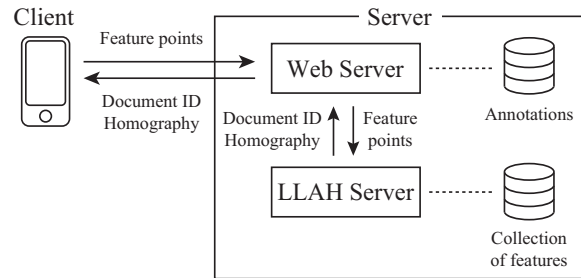 Client
Server
Feature points
Document ID
Homography
Web Server
Annotations
Document ID
Homography
Feature
points
LLAH Server
Collection
of features